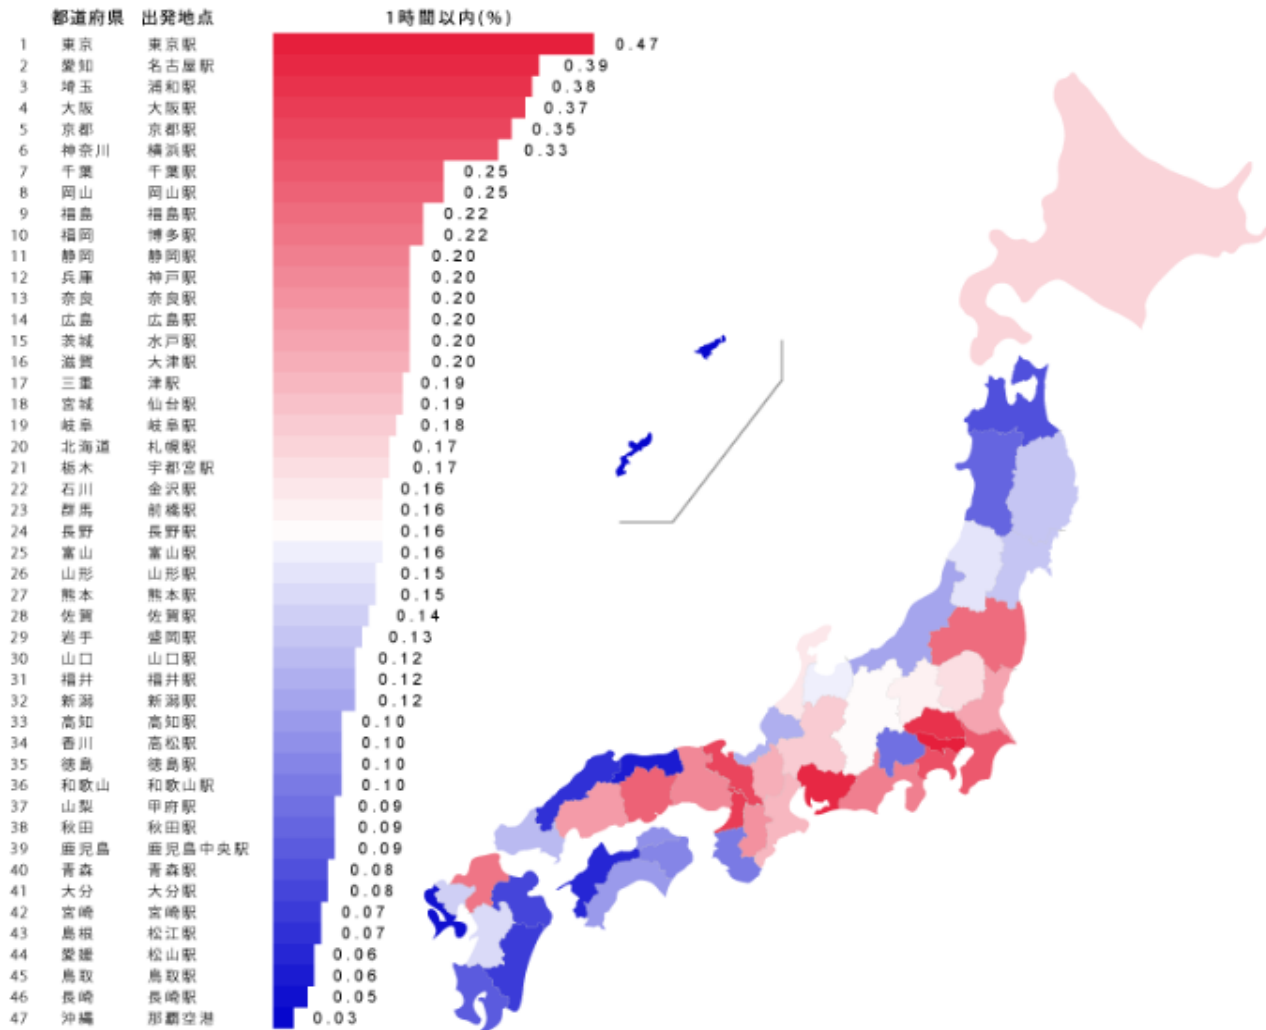 都道府県 出発地点 1時間以内(%)
1 東京 東京駅 0.47
2 愛知 名古屋駅 0.39
3 埼玉 浦和駅 0.38
4 大阪 大阪駅 0.37
5 京都 京都駅 0.35
6 神奈川 横浜駅 0.33
7 千葉 千葉駅 0.25
8 岡山 岡山駅 0.25
9 福島 福島駅 0.22
10 福岡 博多駅 0.22
11 静岡 静岡駅 0.20
12 兵庫 神戸駅 0.20
13 奈良 奈良駅 0.20
14 広島 広島駅 0.20
15 茨城 水戸駅 0.20
16 滋賀 大津駅 0.20
17 三重 津駅 0.19
18 宮城 仙台駅 0.19
19 岐阜 岐阜駅 0.18
20 北海道 札幌駅 0.17
21 栃木 宇都宮駅 0.17
22 石川 金沢駅 0.16
23 群馬 前橋駅 0.16
24 長野 長野駅 0.16
25 富山 富山駅 0.16
26 山形 山形駅 0.15
27 熊本 熊本駅 0.15
28 佐賀 佐賀駅 0.14
29 岩手 盛岡駅 0.13
30 山口 山口駅 0.12
31 福井 福井駅 0.12
32 新潟 新潟駅 0.12
33 高知 高知駅 0.10
34 香川 高松駅 0.10
35 徳島 徳島駅 0.10
36 和歌山 和歌山駅 0.10
37 山梨 甲府駅 0.09
38 秋田 秋田駅 0.09
39 鹿児島 鹿児島中央駅 0.09
40 青森 青森駅 0.08
41 大分 大分駅 0.08
42 宮崎 宮崎駅 0.07
43 島根 松江駅 0.07
44 愛媛 松山駅 0.06
45 鳥取 鳥取駅 0.06
46 長崎 長崎駅 0.05
47 沖縄 那覇空港 0.03